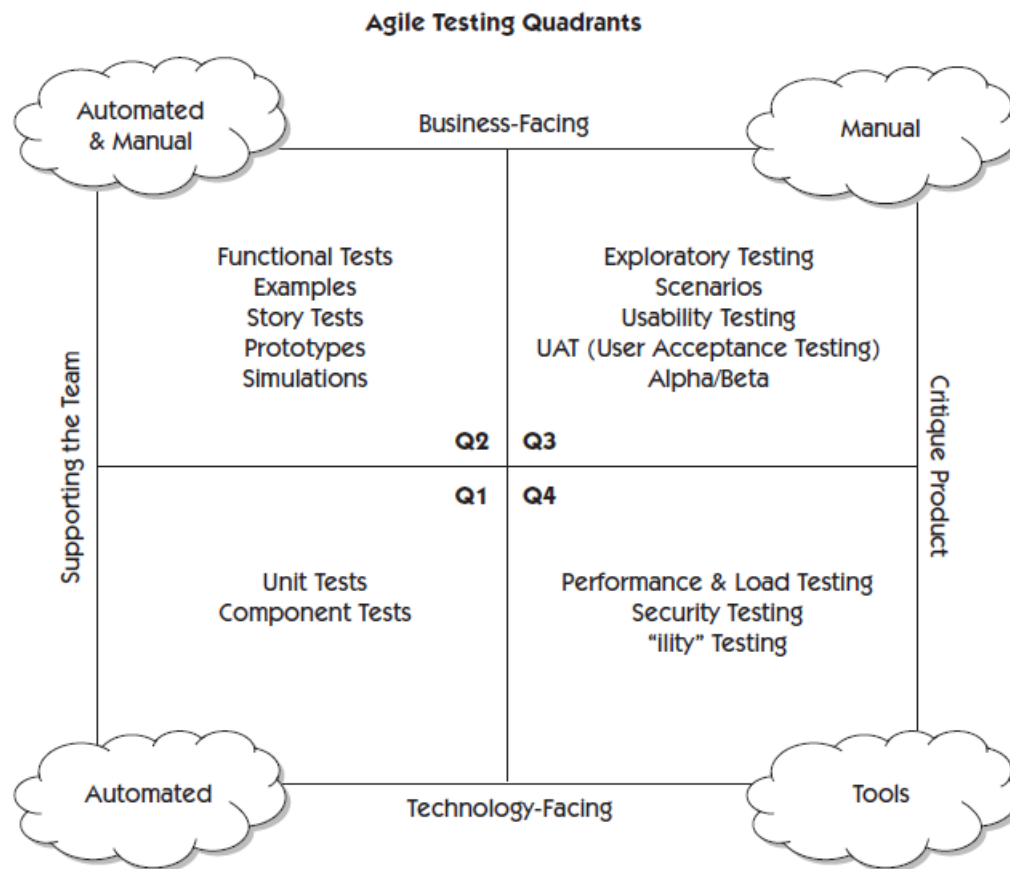 Agile Testing Quadrants
Automated
& Manual
Business-Facing
Manual
Functional Tests
Examples
Story Tests
Prototypes
Simulations
Exploratory Testing
Scenarios
Usability Testing
UAT (User Acceptance Testing)
Alpha/Beta
Supporting the Team
Critique Product
Q2
Q3
Q1
Q4
Unit Tests
Component Tests
Performance & Load Testing
Security Testing
“ility” Testing
Automated
Technology-Facing
Tools